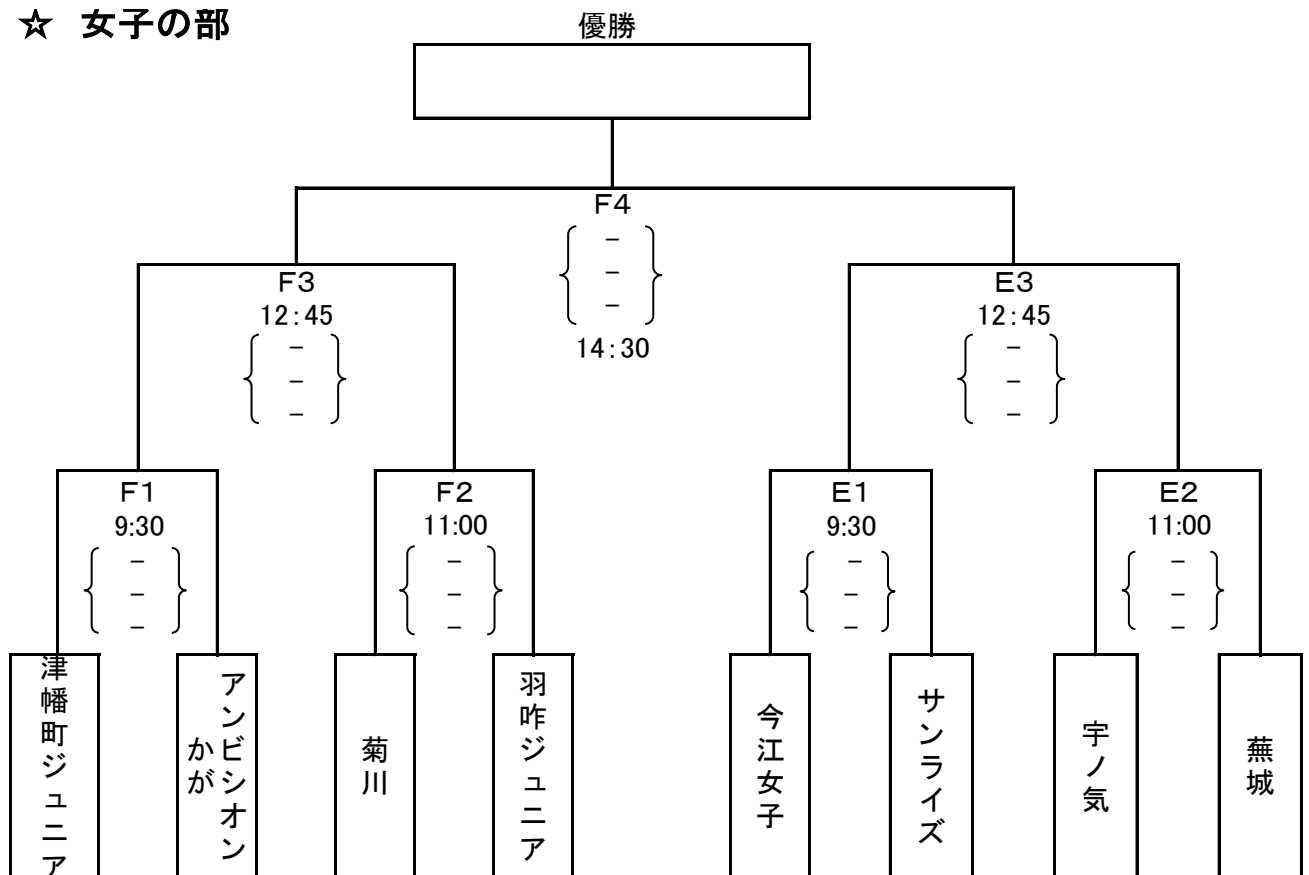 ☆ 女子の部
優勝
F4
－
－
－
14:30
F3
12:45
－
－
－
E3
12:45
－
－
－
F1
9:30
－
－
－
F2
11:00
－
－
－
E1
9:30
－
－
－
E2
11:00
－
－
－
津幡町ジュニア
アンビシオン
かが
菊川
羽咋ジュニア
今江女子
サンライズ
宇ノ気
蕪城